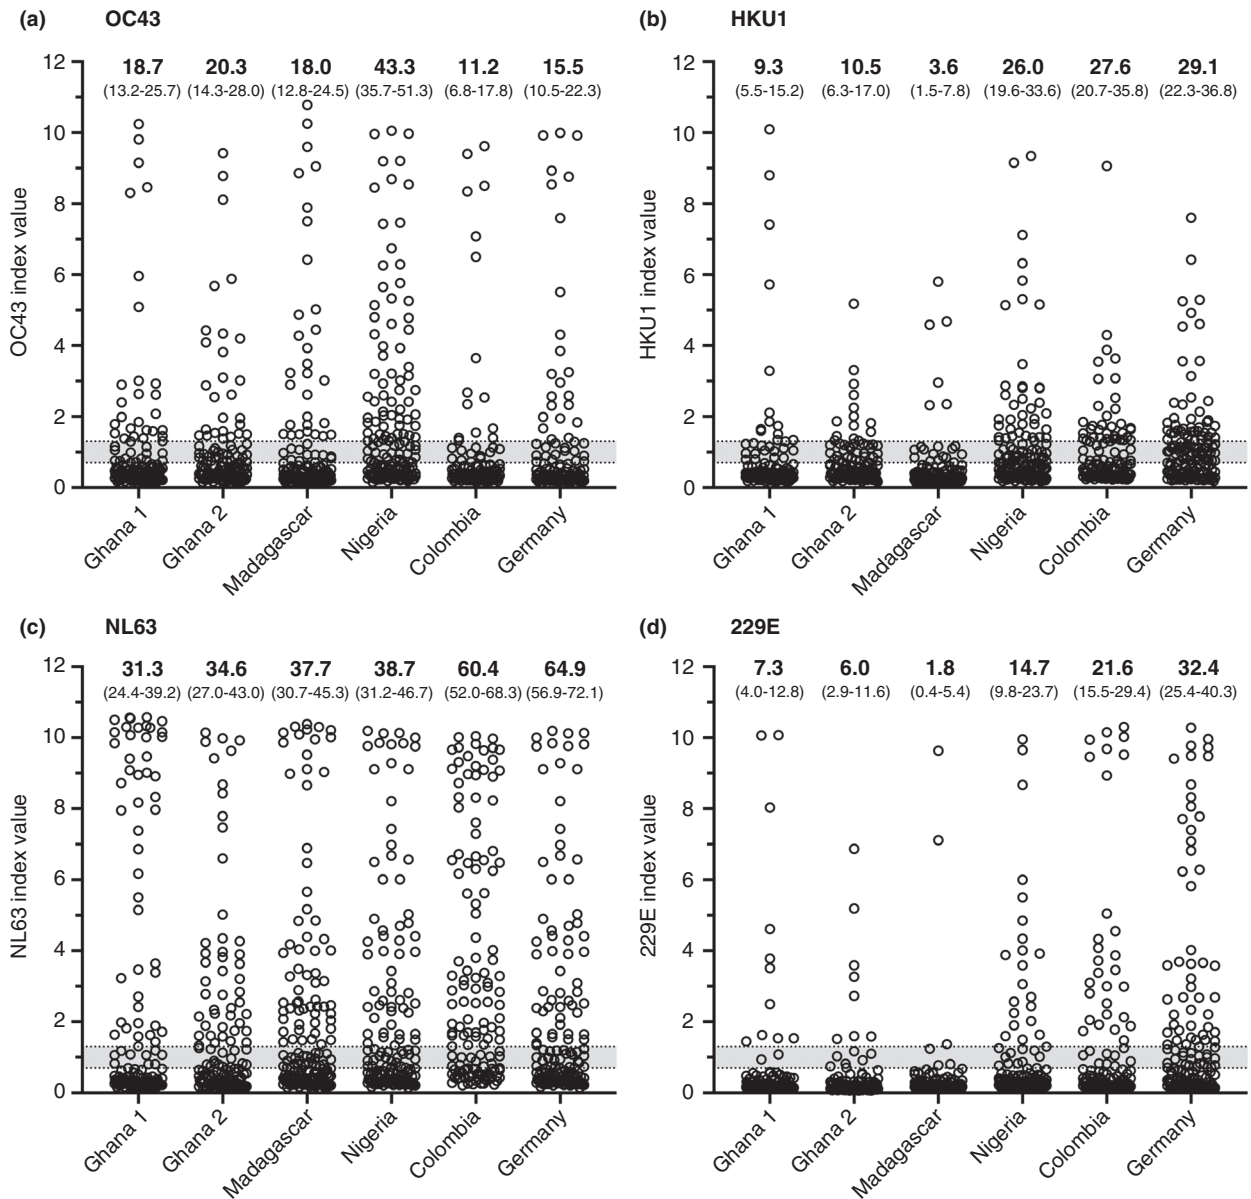 (a) OC43
12 18.7 20.3 18.0 43.3 11.2 15.5
(13.2-25.7) (14.3-28.0) (12.8-24.5) (35.7-51.3) (6.8-17.8) (10.5-22.3)
10
8
6
4
2
0
OC43 index value
Ghana 1 Ghana 2 Madagascar Nigeria Colombia Germany
(b) HKU1
12 9.3 10.5 3.6 26.0 27.6 29.1
(5.5-15.2) (6.3-17.0) (1.5-7.8) (19.6-33.6) (20.7-35.8) (22.3-36.8)
10
8
6
4
2
0
HKU1 index value
Ghana 1 Ghana 2 Madagascar Nigeria Colombia Germany
(c) NL63
12 31.3 34.6 37.7 38.7 60.4 64.9
(24.4-39.2) (27.0-43.0) (30.7-45.3) (31.2-46.7) (52.0-68.3) (56.9-72.1)
10
8
6
4
2
0
NL63 index value
Ghana 1 Ghana 2 Madagascar Nigeria Colombia Germany
(d) 229E
12 7.3 6.0 1.8 14.7 21.6 32.4
(4.0-12.8) (2.9-11.6) (0.4-5.4) (9.8-23.7) (15.5-29.4) (25.4-40.3)
10
8
6
4
2
0
229E index value
Ghana 1 Ghana 2 Madagascar Nigeria Colombia Germany